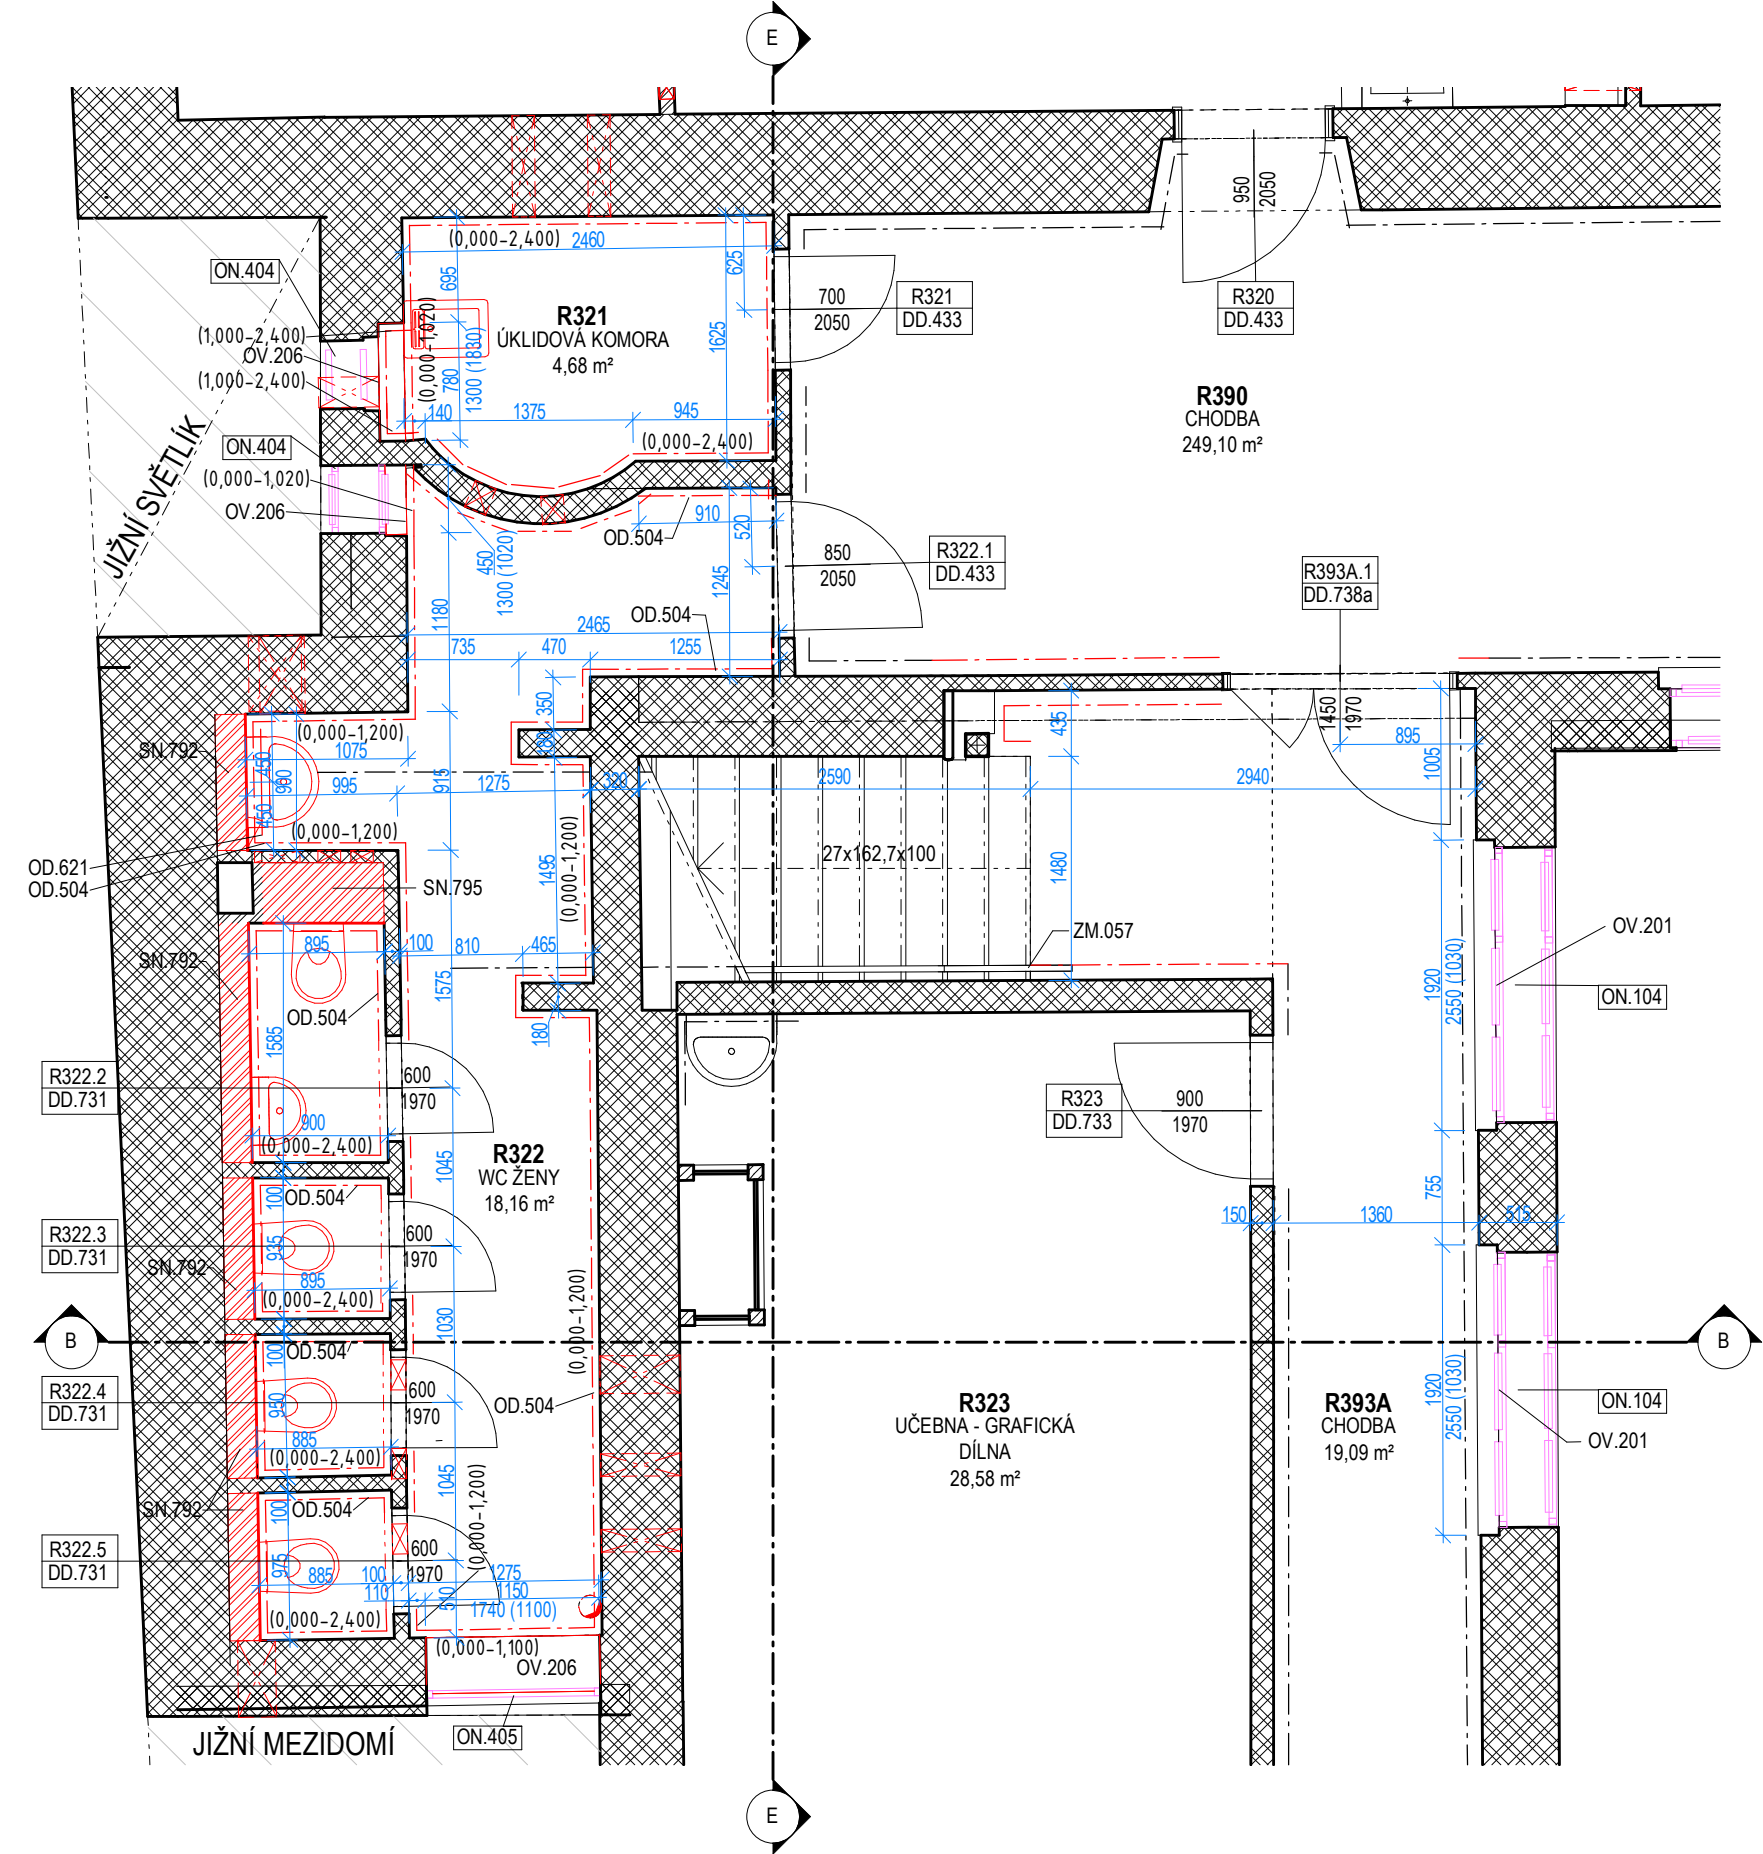 E
(0,000–2,400)
2460
625
695
ON.404
R321
ÚKLIDOVÁ KOMORA
4,68 m²
700
2050
R321
DD.433
950
2050
R320
DD.433
(1,000–2,400)
OV.206
(1,000–2,400)
(0,000–1,020)
780
1300 (1830)
1625
140
1375
945
(0,000–2,400)
R390
CHODBA
249,10 m²
JIŽNÍ SVĚTLÍK
ON.404
(0,000–1,020)
OV.206
OD.504
910
520
450
1300 (1020)
1245
850
2050
R322.1
DD.433
R393A.1
DD.738a
1180
OD.504
2465
735
470
1255
350
180
435
1450
1970
895
1005
SN.792
(0,000–1,200)
1075
450
900
450
995
915
1275
320
2590
2940
(0,000–1,200)
OD.621
OD.504
SN.795
1495
(0,000–1,200)
27x162,7x100
1480
ZM.057
OV.201
ON.104
1920
2550 (1030)
SN.792
895
100
810
465
1575
OD.504
180
1585
R322.2
DD.731
600
1970
900
(0,000–2,400)
R322
WC ŽENY
18,16 m²
1045
R323
DD.733
900
1970
755
150
1360
515
OD.504
100
R322.3
DD.731
935
600
1970
SN.792
895
(0,000–2,400)
1030
(0,000–1,200)
B
B
OD.504
100
R322.4
DD.731
950
600
1970
885
(0,000–2,400)
OD.504
R323
UČEBNA - GRAFICKÁ
DÍLNA
28,58 m²
R393A
CHODBA
19,09 m²
1920
2550 (1030)
ON.104
OV.201
1045
(0,000–1,200)
SN.792
100
OD.504
R322.5
DD.731
975
600
1970
885
100
110
1275
1150
1740 (1100)
510
(0,000–2,400)
(0,000–1,100)
OV.206
ON.405
JIŽNÍ MEZIDOMÍ
E